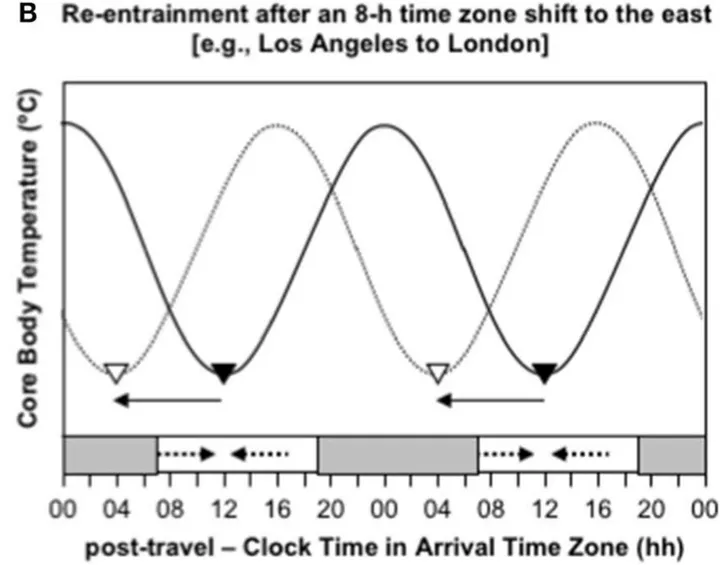 B Re-entrainment after an 8-h time zone shift to the east
[e.g., Los Angeles to London]
Core Body Temperature (ºC)
00 04 08 12 16 20 00 04 08 12 16 20 00
post-travel – Clock Time in Arrival Time Zone (hh)